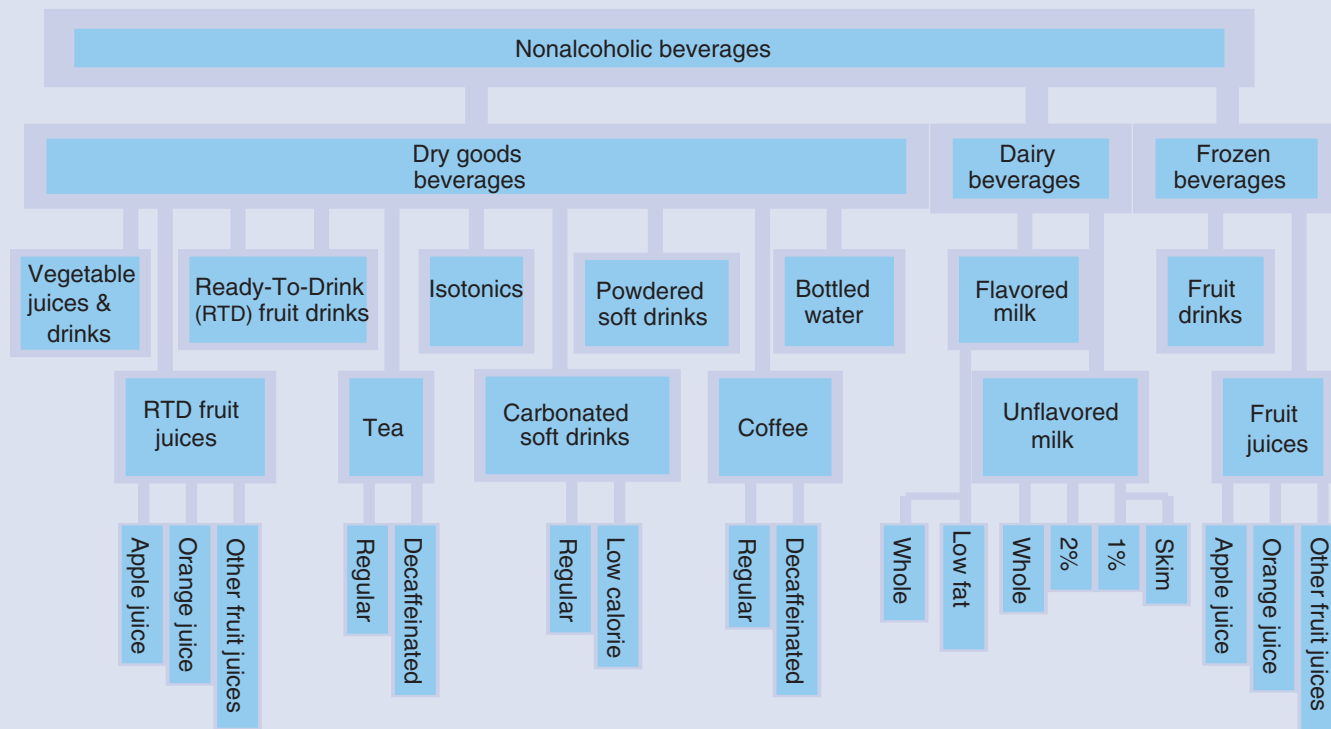 Nonalcoholic beverages
Dry goods
beverages
Dairy
beverages
Frozen
beverages
Vegetable
juices &
drinks
Ready-To-Drink
(RTD) fruit drinks
Isotonics
Powdered
soft drinks
Bottled
water
Flavored
milk
Fruit
drinks
RTD fruit
juices
Tea
Carbonated
soft drinks
Coffee
Unflavored
milk
Fruit
juices
Apple juice
Orange juice
Other fruit juices
Regular
Decaffeinated
Regular
Low calorie
Regular
Decaffeinated
Whole
Low fat
Whole
2%
1%
Skim
Apple juice
Orange juice
Other fruit juices